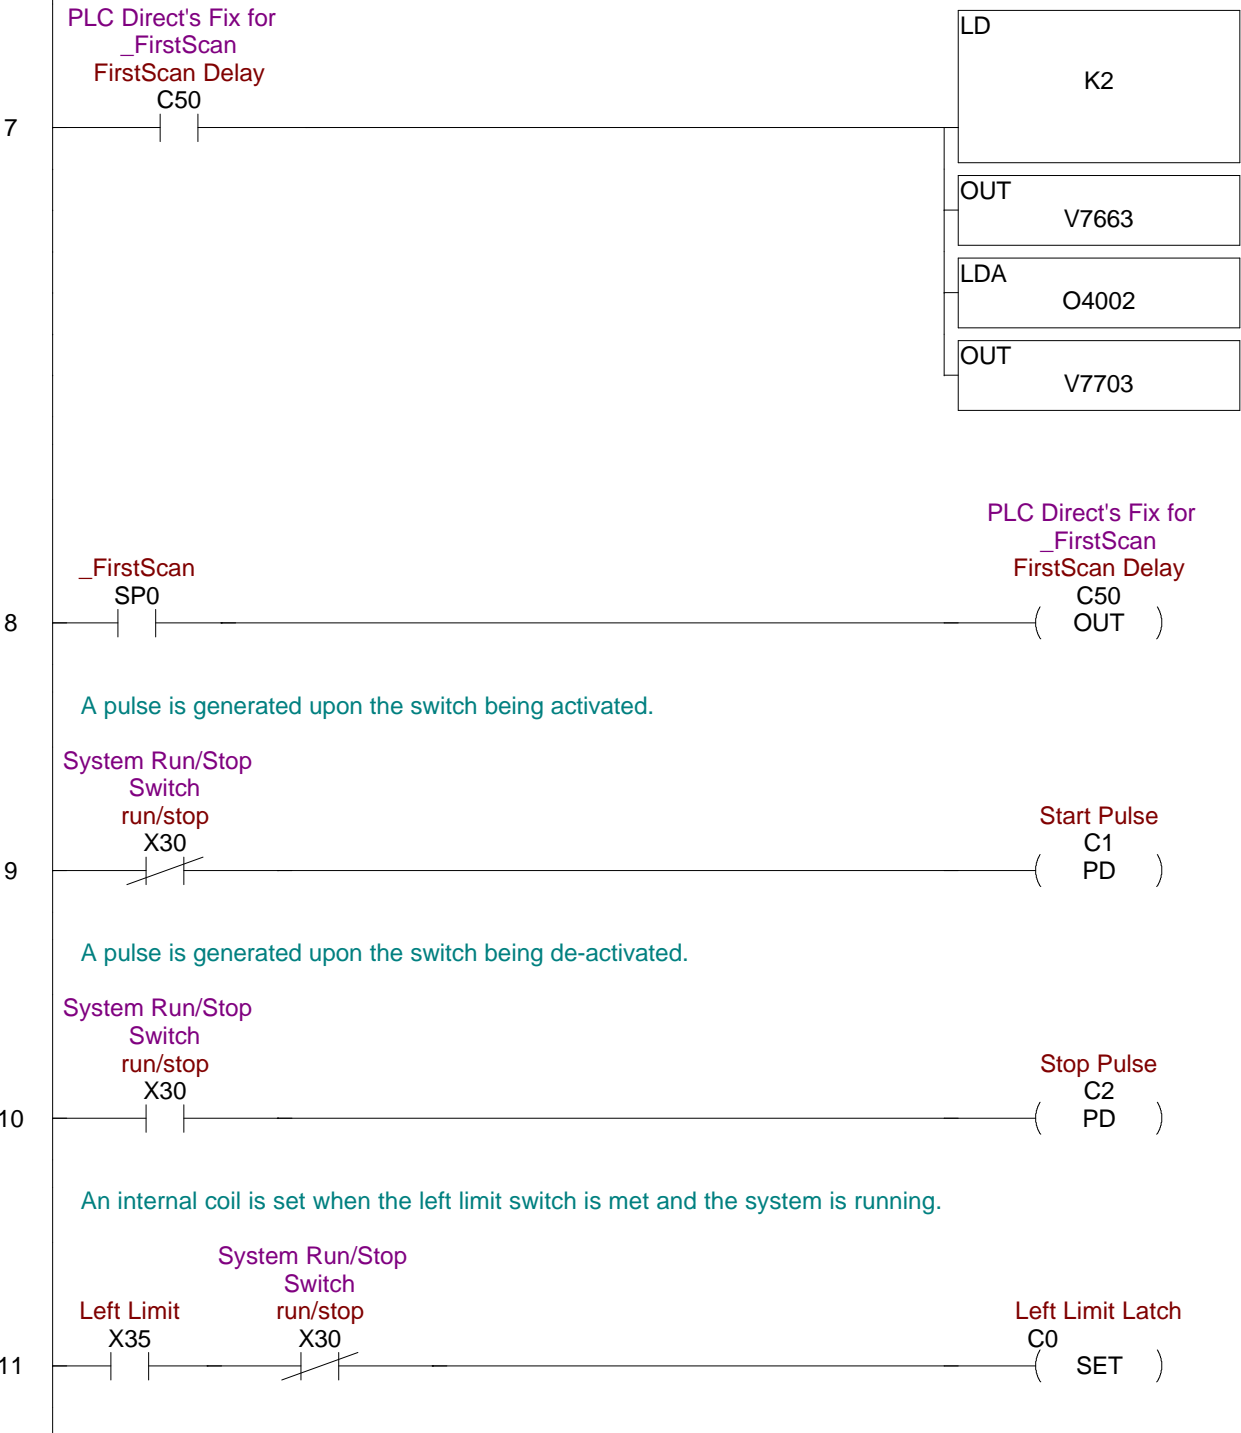 PLC Direct's Fix for
_FirstScan
FirstScan Delay
C50
7
LD
K2
OUT
V7663
LDA
O4002
OUT
V7703
_FirstScan
SP0
8
PLC Direct's Fix for
_FirstScan
FirstScan Delay
C50
OUT
A pulse is generated upon the switch being activated.
System Run/Stop
Switch
run/stop
X30
9
Start Pulse
C1
PD
A pulse is generated upon the switch being de-activated.
System Run/Stop
Switch
run/stop
X30
10
Stop Pulse
C2
PD
An internal coil is set when the left limit switch is met and the system is running.
Left Limit
X35
System Run/Stop
Switch
run/stop
X30
11
Left Limit Latch
C0
SET